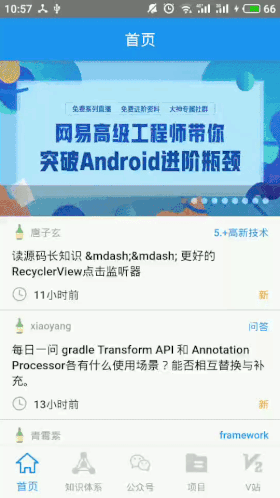 10:57
66
首页
免费系列直播 免费进阶资料 大神专属社群
网易高级工程师带你
突破Android进阶瓶颈
唐子玄
5.+高新技术
读源码长知识 &mdash;&mdash; 更好的
RecyclerView点击监听器
11小时前
新
xiaoyang
问答
每日一问 gradle Transform API 和 Annotation
Processor各有什么使用场景？能否相互替换与补
充。
13小时前
新
framework
首页
知识体系
公众号
项目
V2
V站